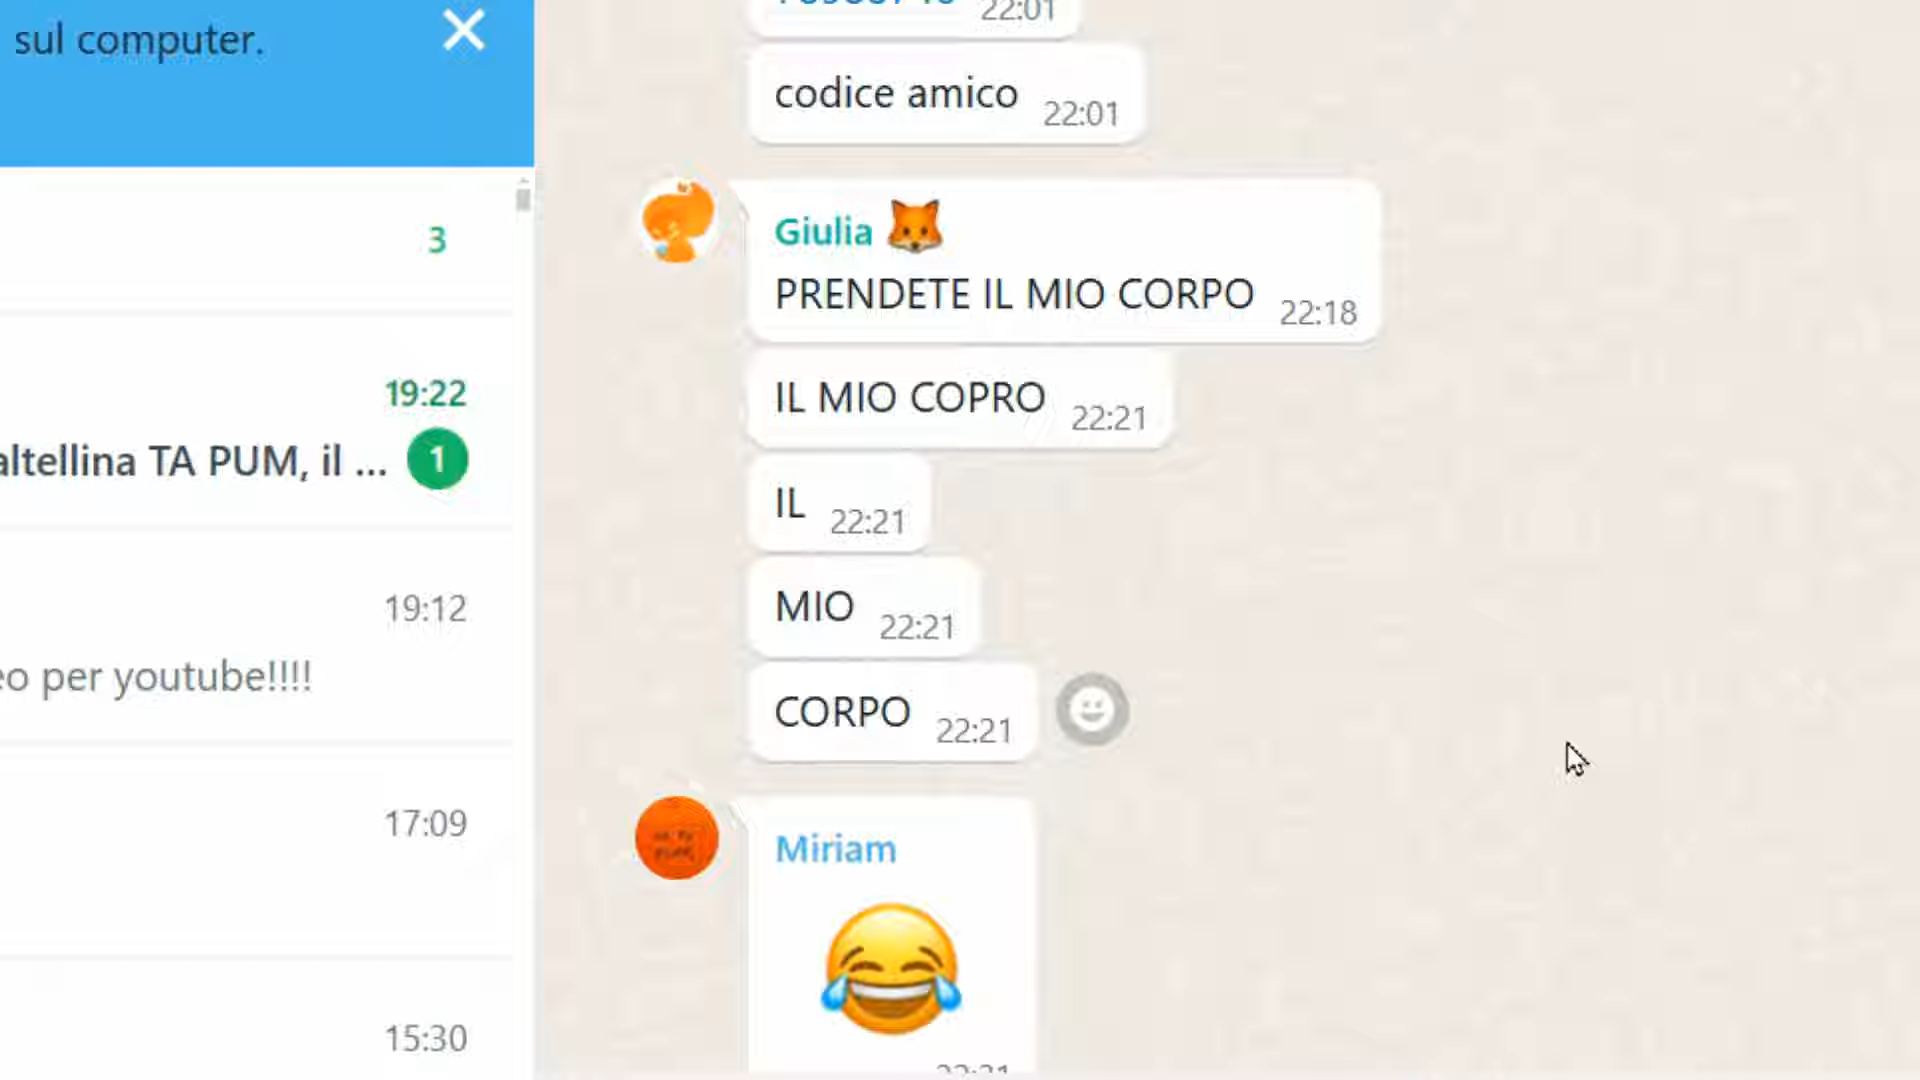 sul computer.
3
19:22
altellina TA PUM, il ...
1
19:12
eo per youtube!!!!
17:09
15:30
22:01
codice amico 22:01
Giulia 🦊
PRENDETE IL MIO CORPO 22:18
IL MIO COPRO 22:21
IL 22:21
MIO 22:21
CORPO 22:21
Miriam
😂